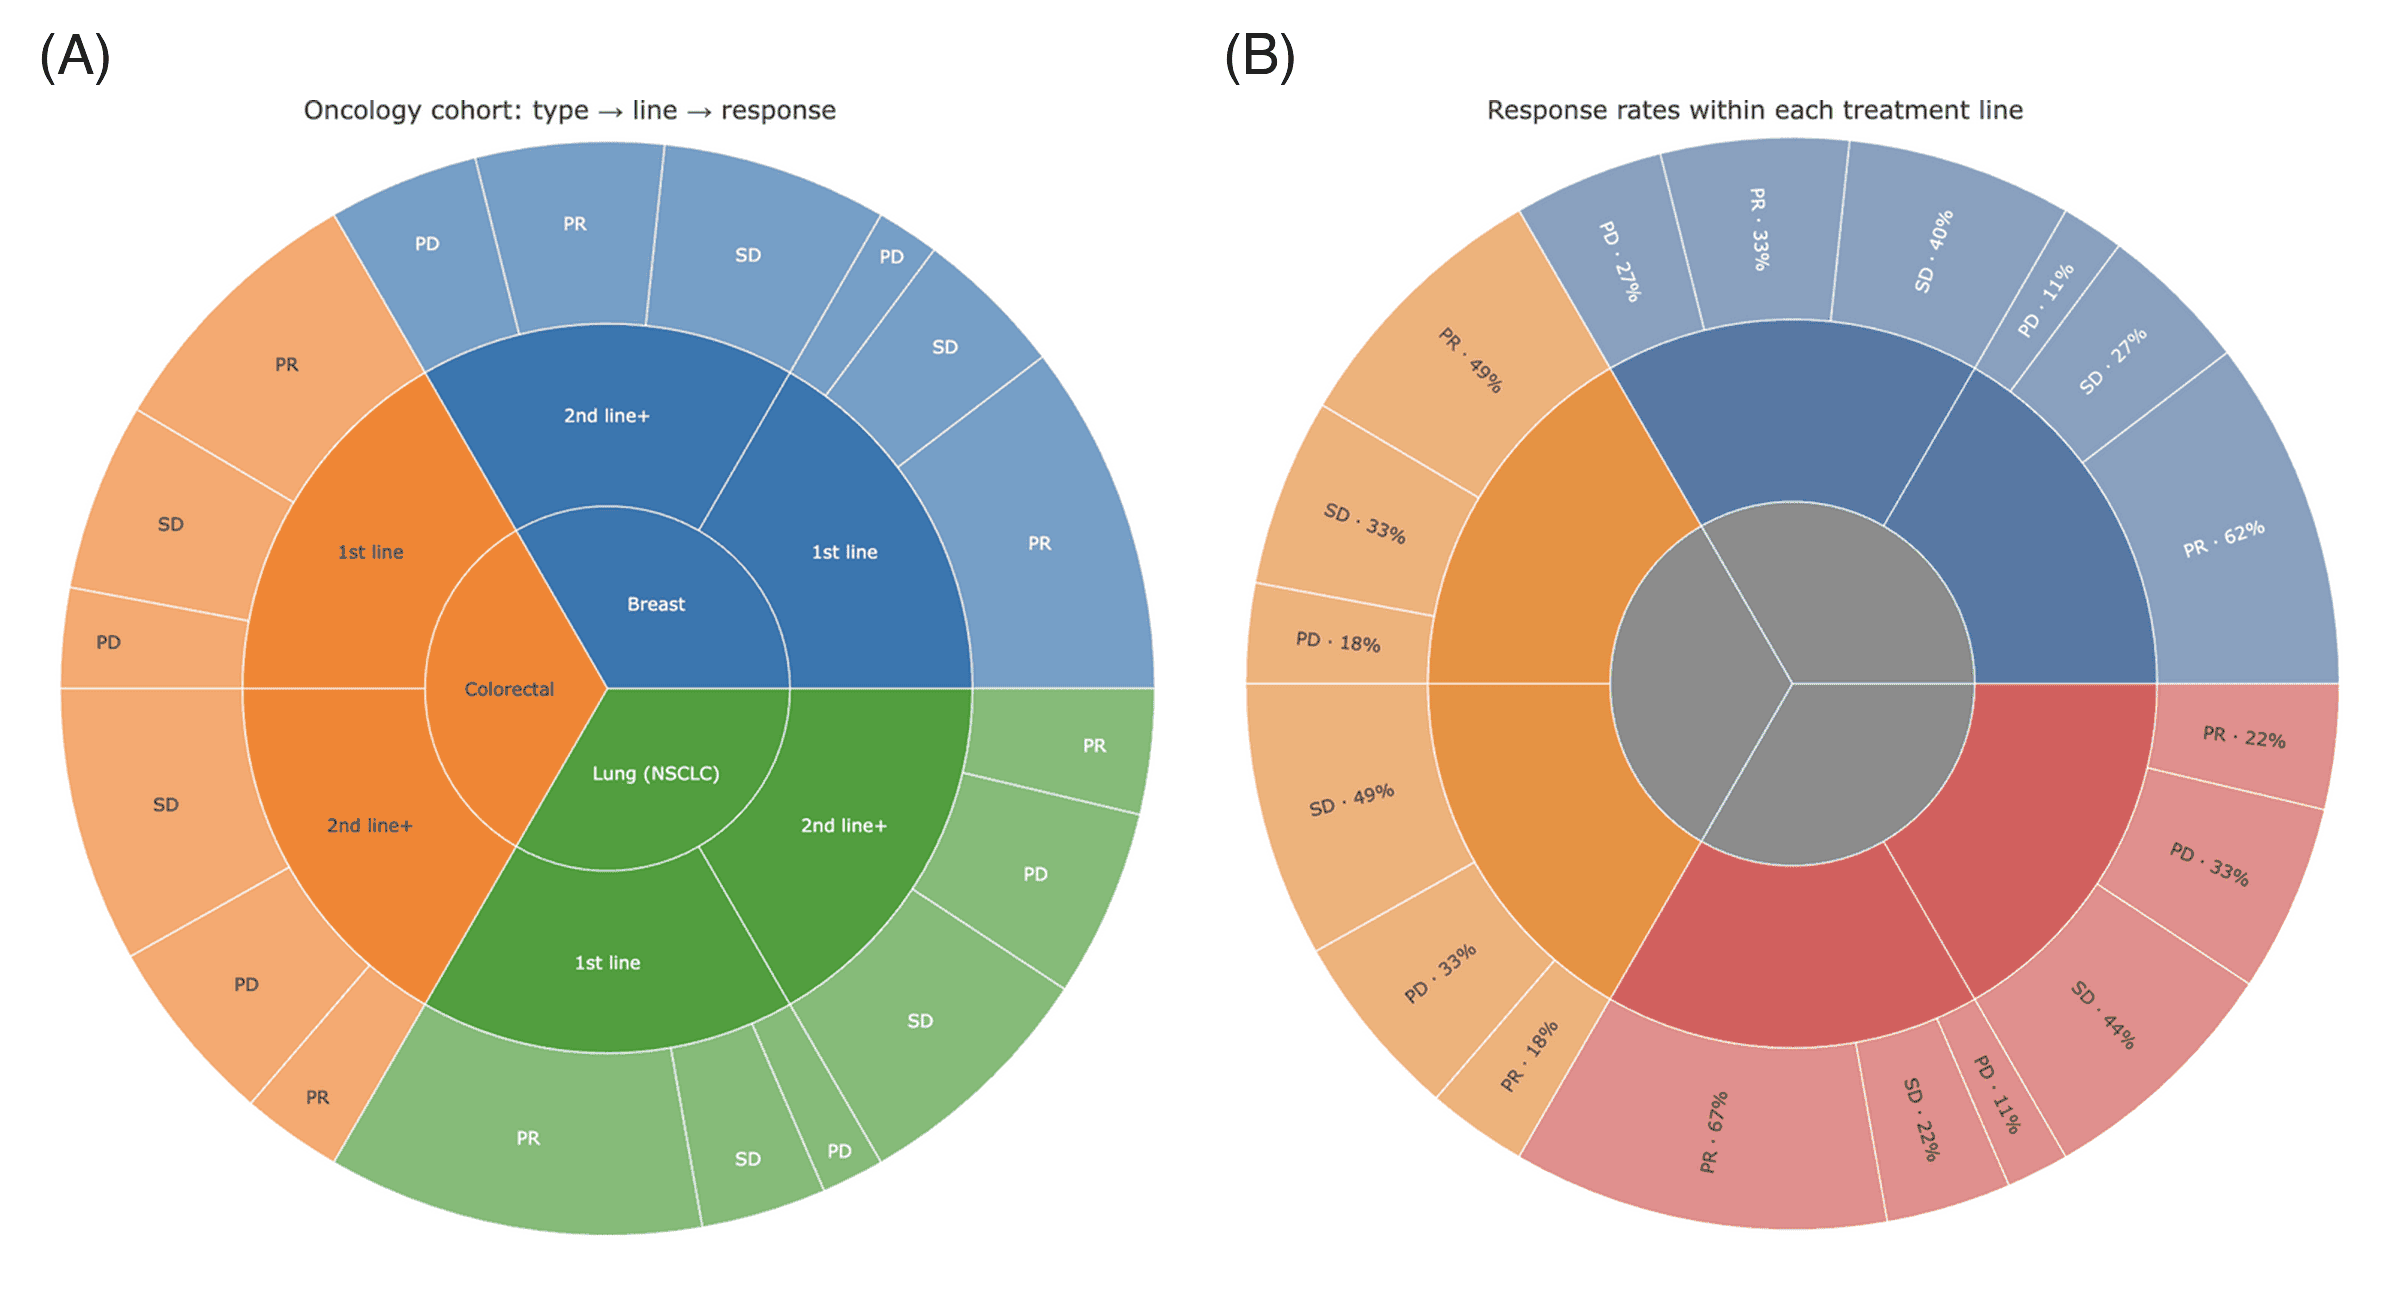 (A)
Oncology cohort: type → line → response
PD
PR
SD
PD
SD
PR
PR
SD
PD
SD
PD
PR
2nd line+
1st line
1st line
2nd line+
Breast
Colorectal
Lung (NSCLC)
2nd line+
1st line
PR
PD
SD
PR
SD
PD
(B)
Response rates within each treatment line
PD · 27%
PR · 33%
SD · 40%
PD · 11%
SD · 27%
PR · 62%
PR · 49%
SD · 33%
PD · 18%
SD · 49%
PD · 33%
PR · 18%
PR · 22%
PD · 33%
SD · 44%
PR · 67%
SD · 22%
PD · 11%